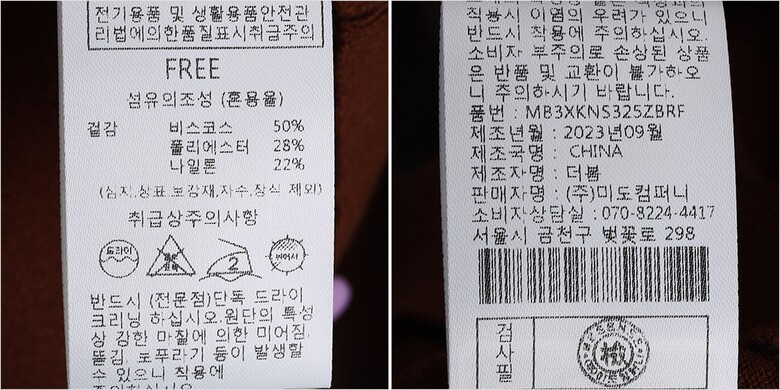 전기용품 및 생활용품안전관
리법에의한품질표시취급주의
FREE
섬유의조성 (혼용율)
겉감 비스코스 50%
폴리에스터 28%
나일론 22%
(심지,상표,보강재,자수,장식 제외)
취급상주의사항
드라이
2
뉘어서
반드시 (전문점)단독 드라이
크리닝 하십시오.원단의 특성
상 강한 마찰에 의한 미어짐,
뜯김, 보푸라기 등이 발생할
수 있으니 착용에
주의하십시오
착용시 이염의 우려가 있으니
반드시 착용에 주의하십시오.
소비자 부주의로 손상된 상품
은 반품 및 교환이 불가하오
니 주의하시기 바랍니다.
품번 : MB3XKNS325ZBRF
제조년월 : 2023년09월
제조국명 : CHINA
제조자명 : 더봄
판매자명 : (주)미도컴퍼니
소비자상담실 : 070-8224-4417
서울시 금천구 벚꽃로 298
검
사
필